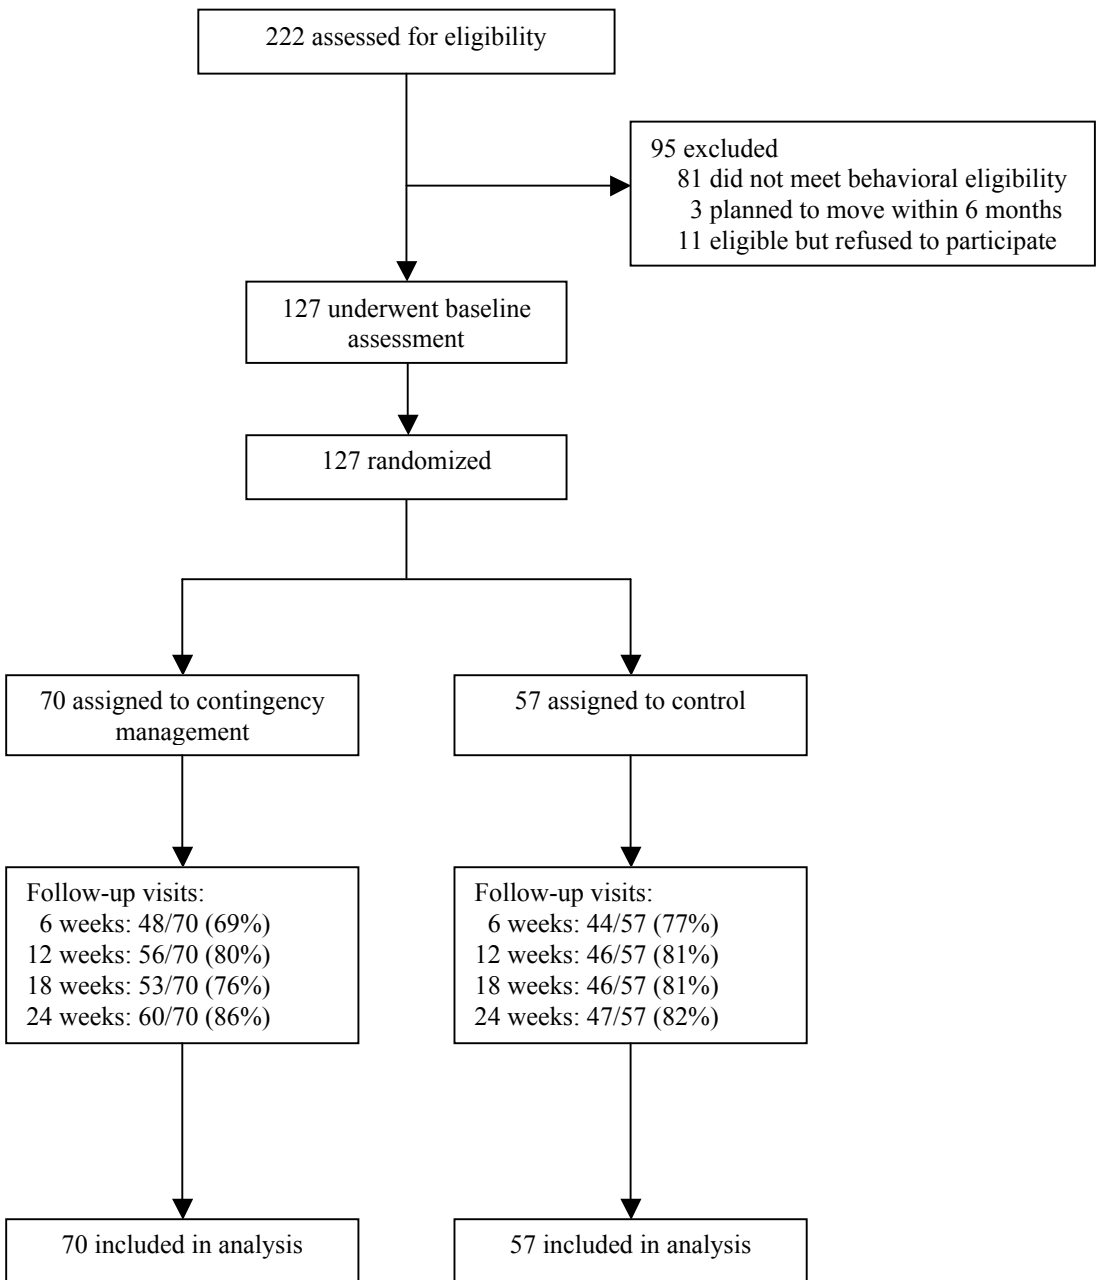 222 assessed for eligibility
95 excluded
81 did not meet behavioral eligibility
3 planned to move within 6 months
11 eligible but refused to participate
127 underwent baseline
assessment
127 randomized
70 assigned to contingency
management
57 assigned to control
Follow-up visits:
6 weeks: 48/70 (69%)
12 weeks: 56/70 (80%)
18 weeks: 53/70 (76%)
24 weeks: 60/70 (86%)
Follow-up visits:
6 weeks: 44/57 (77%)
12 weeks: 46/57 (81%)
18 weeks: 46/57 (81%)
24 weeks: 47/57 (82%)
70 included in analysis
57 included in analysis